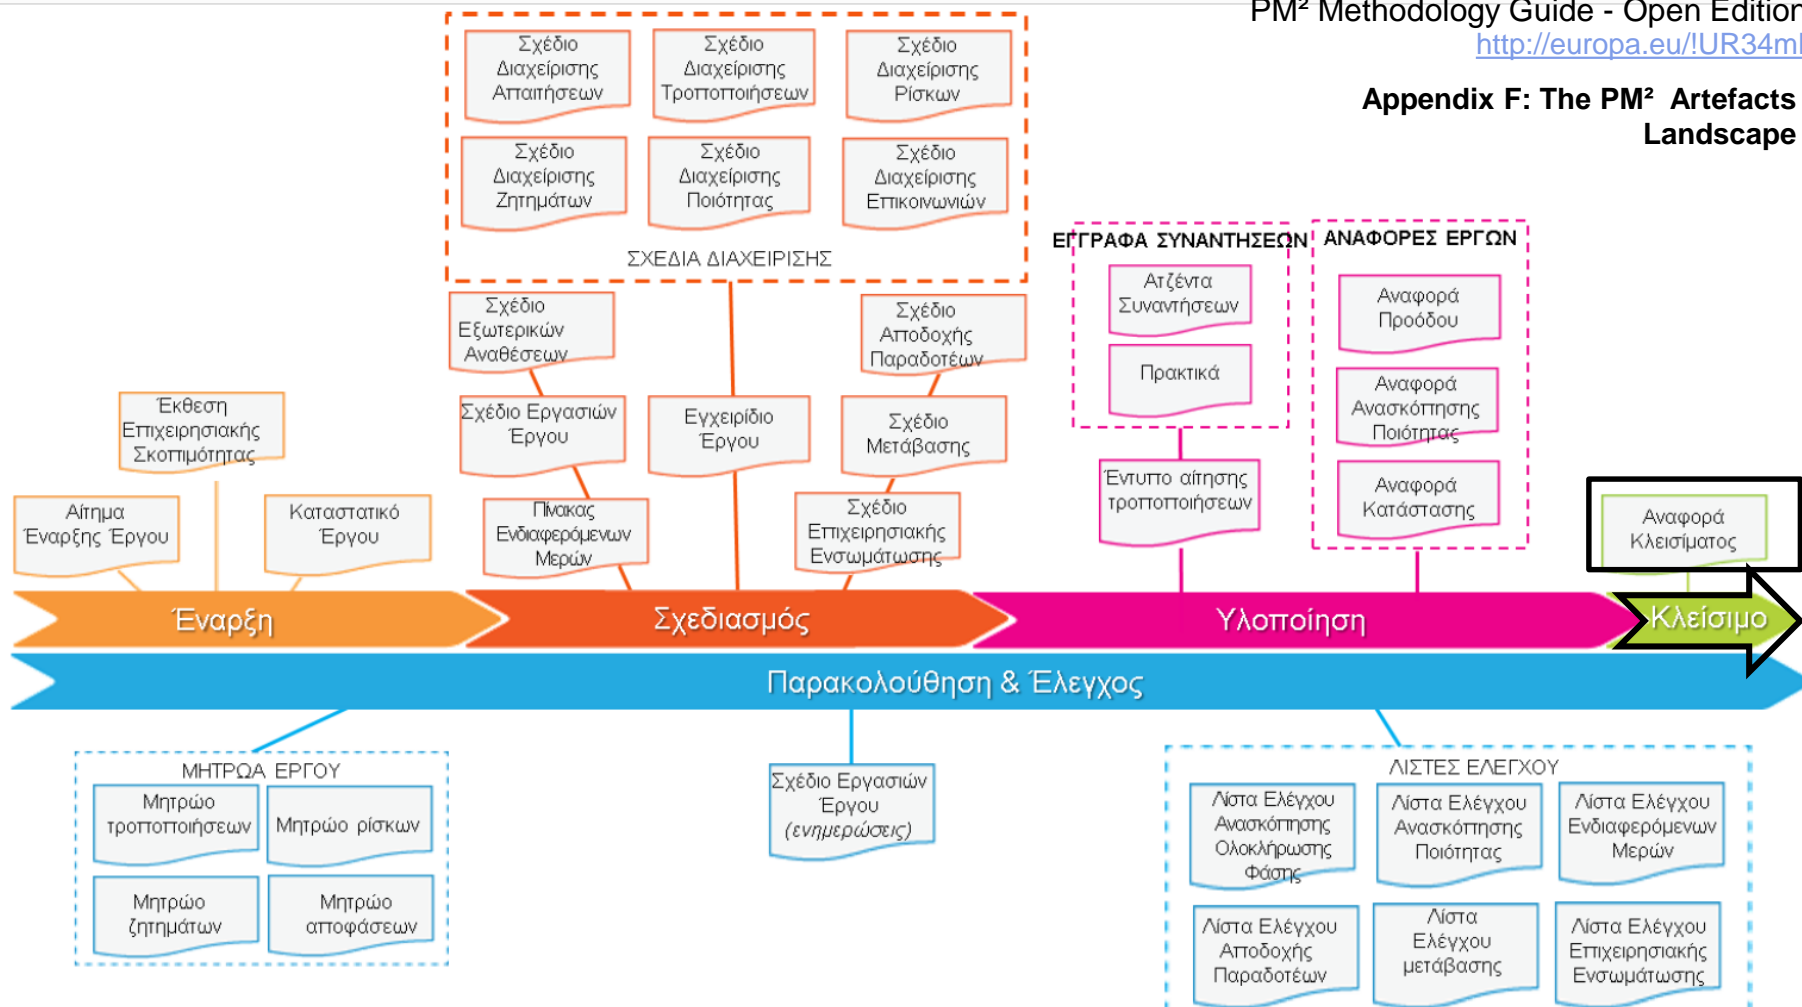 PM² Methodology Guide - Open Edition
http://europa.eu/!UR34m
Appendix F: The PM² Artefacts
Landscape
Σχέδιο
Διαχείρισης
Απαιτήσεων
Σχέδιο
Διαχείρισης
Τροποποιήσεων
Σχέδιο
Διαχείρισης
Ρίσκων
Σχέδιο
Διαχείρισης
Ζητημάτων
Σχέδιο
Διαχείρισης
Ποιότητας
Σχέδιο
Διαχείρισης
Επικοινωνιών
ΣΧΕΔΙΑ ΔΙΑΧΕΙΡΙΣΗΣ
ΕΓΓΡΑΦΑ ΣΥΝΑΝΤΗΣΕΩΝ
Ατζέντα
Συναντήσεων
Πρακτικά
ΑΝΑΦΟΡΕΣ ΕΡΓΩΝ
Αναφορά
Προόδου
Αναφορά
Ανασκόπησης
Ποιότητας
Αναφορά
Κατάστασης
Σχέδιο
Εξωτερικών
Αναθέσεων
Σχέδιο
Αποδοχής
Παραδοτέων
Σχέδιο Εργασιών
Έργου
Εγχειρίδιο
Έργου
Σχέδιο
Μετάβασης
Πίνακας
Ενδιαφερόμενων
Μερών
Σχέδιο
Επιχειρησιακής
Ενσωμάτωσης
Έντυπο αίτησης
τροποποιήσεων
Έκθεση
Επιχειρησιακής
Σκοπιμότητας
Αίτημα
Έναρξης Έργου
Καταστατικό
Έργου
Αναφορά
Κλεισίματος
Έναρξη
Σχεδιασμός
Υλοποίηση
Κλείσιμο
Παρακολούθηση & Έλεγχος
ΜΗΤΡΩΑ ΕΡΓΟΥ
Μητρώο
τροποποιήσεων
Μητρώο ρίσκων
Μητρώο
ζητημάτων
Μητρώο
αποφάσεων
Σχέδιο Εργασιών
Έργου
(ενημερώσεις)
ΛΙΣΤΕΣ ΕΛΕΓΧΟΥ
Λίστα Ελέγχου
Ανασκόπησης
Ολοκλήρωσης
Φάσης
Λίστα Ελέγχου
Ανασκόπησης
Ποιότητας
Λίστα Ελέγχου
Ενδιαφερόμενων
Μερών
Λίστα Ελέγχου
Αποδοχής
Παραδοτέων
Λίστα
Ελέγχου
μετάβασης
Λίστα Ελέγχου
Επιχειρησιακής
Ενσωμάτωσης